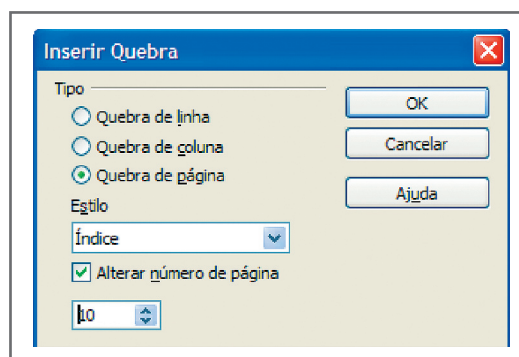 Inserir Quebra
Tipo
Quebra de linha
Quebra de coluna
Quebra de página
Estilo
Índice
Alterar número de página
10
OK
Cancelar
Ajuda